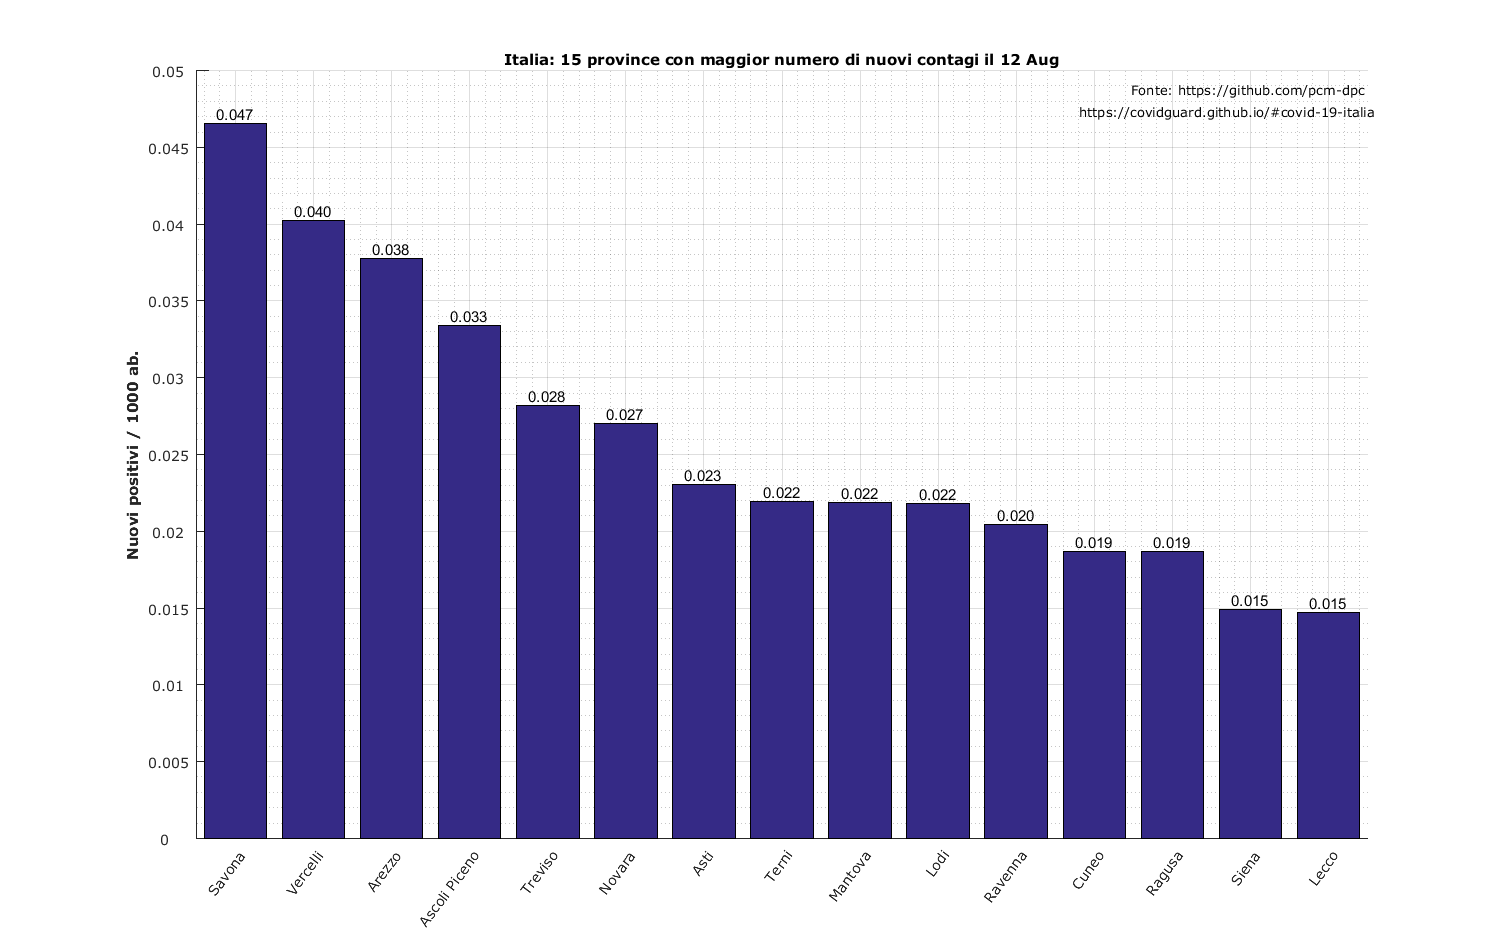 Italia: 15 province con maggior numero di nuovi contagi il 12 Aug
Fonte: https://github.com/pcm-dpc
https://covidguard.github.io/#covid-19-italia
Nuovi positivi / 1000 ab.
0.05
0.045
0.04
0.035
0.03
0.025
0.02
0.015
0.01
0.005
0
0.047
0.040
0.038
0.033
0.028
0.027
0.023
0.022
0.022
0.022
0.020
0.019
0.019
0.015
0.015
Savona
Vercelli
Arezzo
Ascoli Piceno
Treviso
Novara
Asti
Terni
Mantova
Lodi
Ravenna
Cuneo
Ragusa
Siena
Lecco